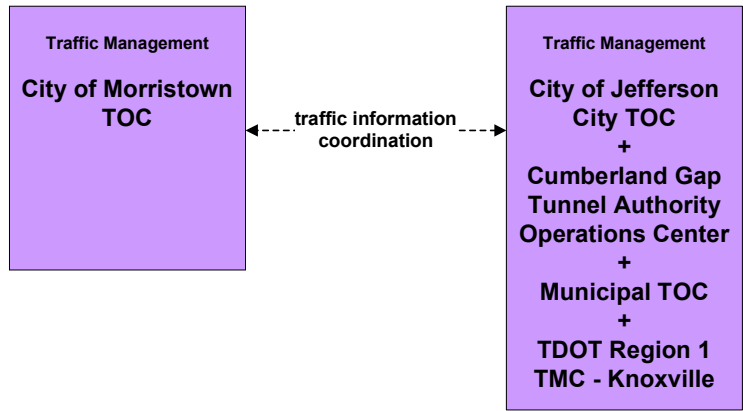 Traffic Management
City of Morristown
TOC
traffic information
coordination
Traffic Management
City of Jefferson
City TOC
+
Cumberland Gap
Tunnel Authority
Operations Center
+
Municipal TOC
+
TDOT Region 1
TMC - Knoxville